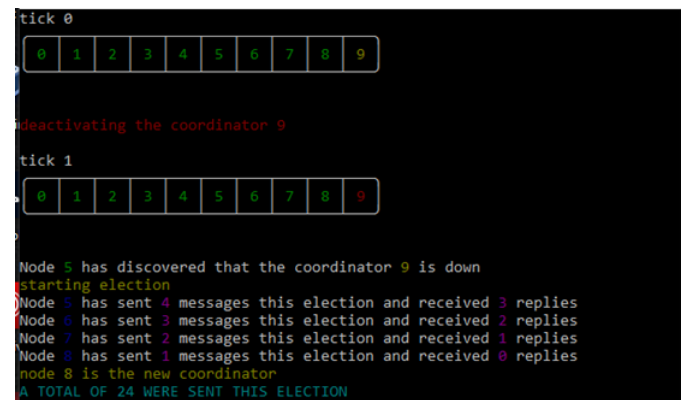 tick 0
0 1 2 3 4 5 6 7 8 9
deactivating the coordinator 9
tick 1
0 1 2 3 4 5 6 7 8 9
Node 5 has discovered that the coordinator 9 is down
starting election
Node 5 has sent 4 messages this election and received 3 replies
Node 6 has sent 3 messages this election and received 2 replies
Node 7 has sent 2 messages this election and received 1 replies
Node 8 has sent 1 messages this election and received 0 replies
node 8 is the new coordinator
A TOTAL OF 24 WERE SENT THIS ELECTION